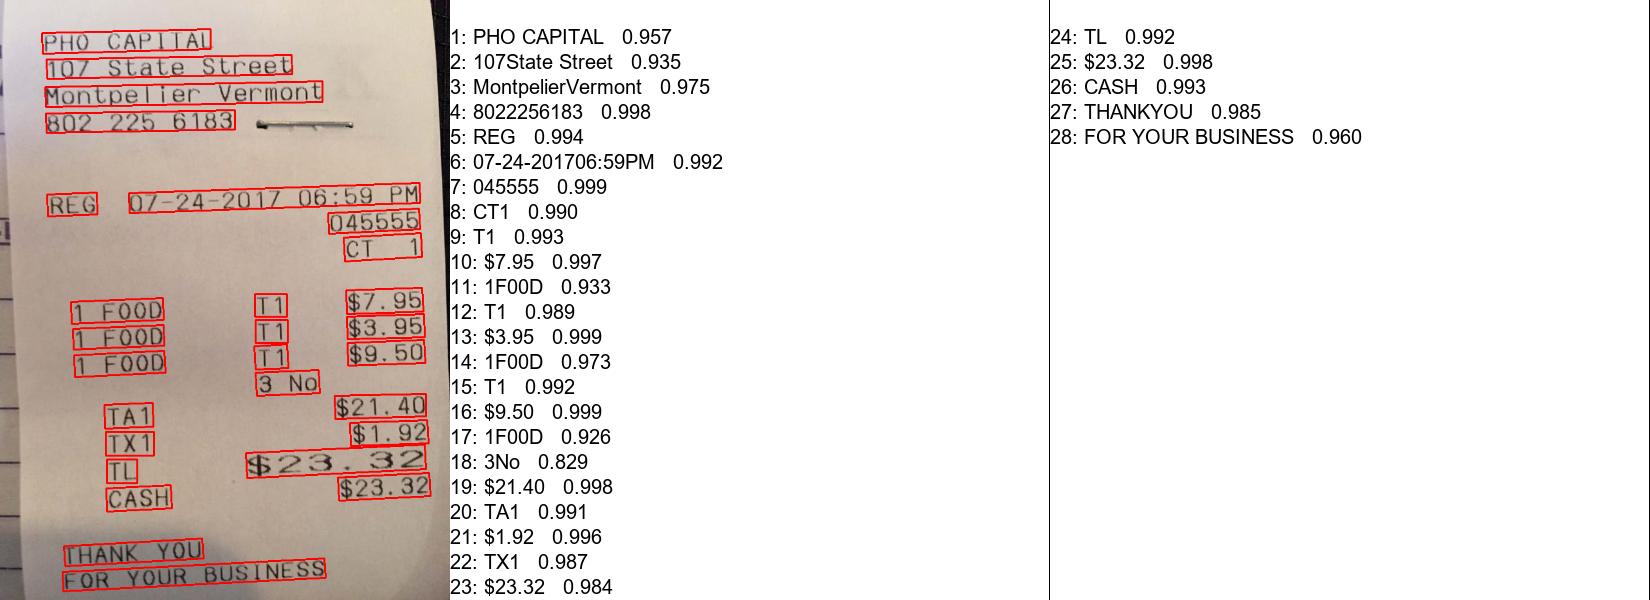 PHO CAPITAL
107 State Street
Montpelier Vermont
802 225 6183
REG 07-24-2017 06:59 PM
045555
CT 1
1 FOOD T1 $7.95
1 FOOD T1 $3.95
1 FOOD T1 $9.50
3 No
TA1 $21.40
TX1 $1.92
TL $23.32
CASH $23.32
THANK YOU
FOR YOUR BUSINESS
1: PHO CAPITAL 0.957
2: 107State Street 0.935
3: MontpelierVermont 0.975
4: 8022256183 0.998
5: REG 0.994
6: 07-24-201706:59PM 0.992
7: 045555 0.999
8: CT1 0.990
9: T1 0.993
10: $7.95 0.997
11: 1F00D 0.933
12: T1 0.989
13: $3.95 0.999
14: 1F00D 0.973
15: T1 0.992
16: $9.50 0.999
17: 1F00D 0.926
18: 3No 0.829
19: $21.40 0.998
20: TA1 0.991
21: $1.92 0.996
22: TX1 0.987
23: $23.32 0.984
24: TL 0.992
25: $23.32 0.998
26: CASH 0.993
27: THANKYOU 0.985
28: FOR YOUR BUSINESS 0.960